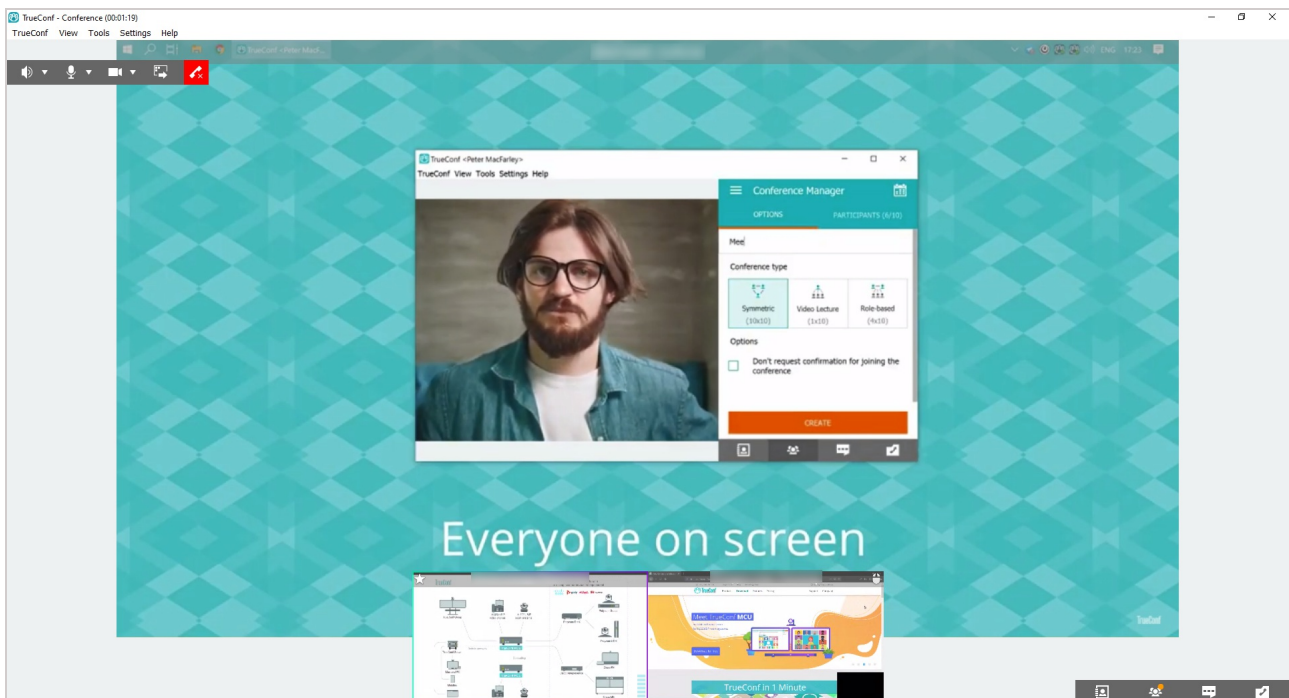 TrueConf - Conference (00:01:19)
TrueConf View Tools Settings Help
ENG 17:23
TrueConf <Peter MacFarley>
TrueConf View Tools Settings Help
Conference Manager
OPTIONS PARTICIPANTS (6/10)
Mee
Conference type
Symmetric
(10x10)
Video Lecture
(1x10)
Role-based
(4x10)
Options
Don't request confirmation for joining the
conference
CREATE
Everyone on screen
TrueConf
Meet TrueConf MCU
TrueConf in 1 Minute